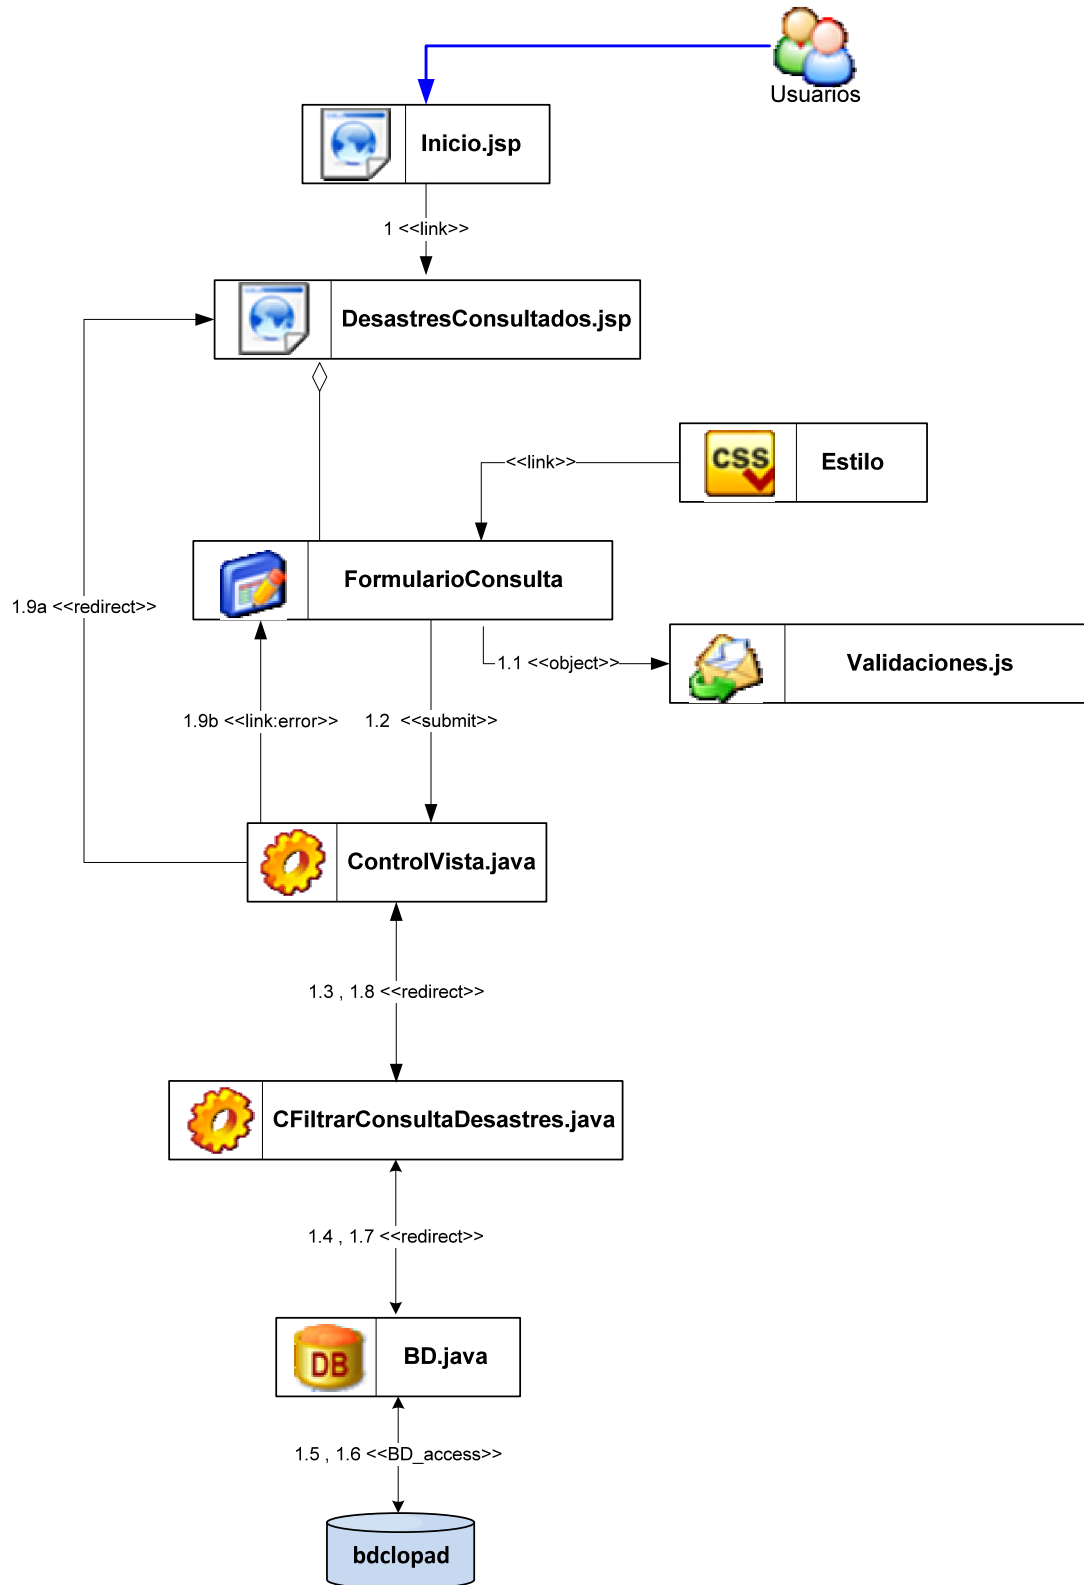 Usuarios
Inicio.jsp
1 <<link>>
DesastresConsultados.jsp
CSS
Estilo
<<link>>
FormularioConsulta
1.9a <<redirect>>
1.1 <<object>>
Validaciones.js
1.9b <<link:error>>
1.2 <<submit>>
ControlVista.java
1.3 , 1.8 <<redirect>>
CFiltrarConsultaDesastres.java
1.4 , 1.7 <<redirect>>
DB
BD.java
1.5 , 1.6 <<BD_access>>
bdclopad